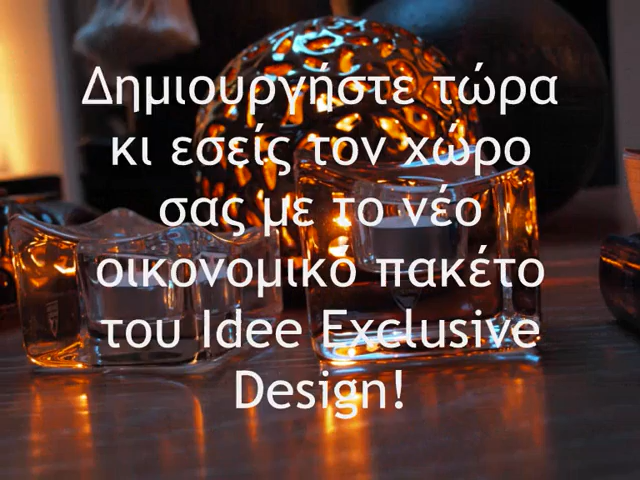 Δημιουργήστε τώρα
κι εσείς τον χώρο
σας με το νέο
οικονομικό πακέτο
του Idee Exclusive
Design!